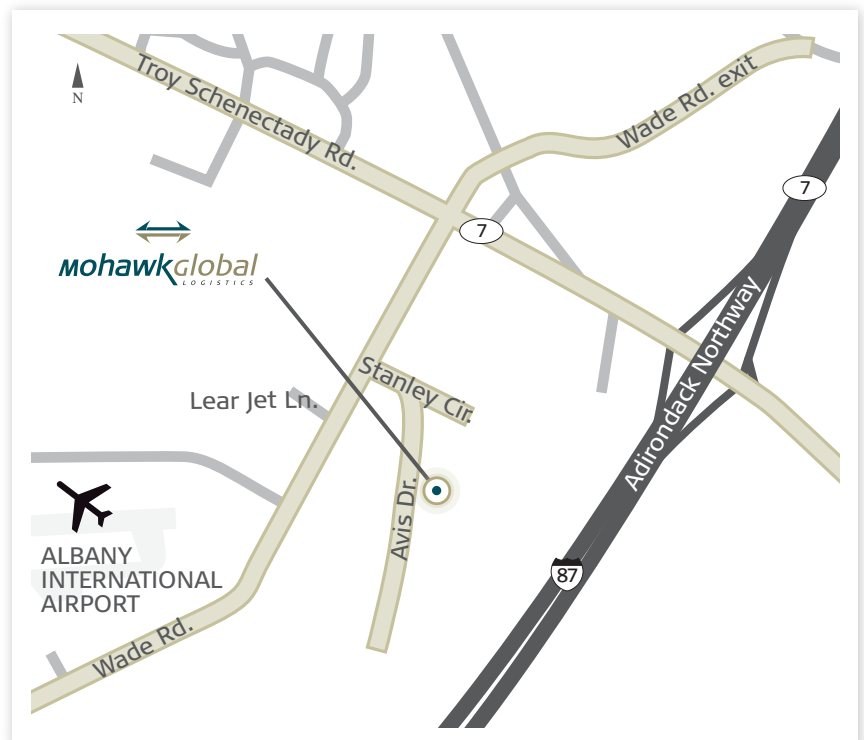 Troy Schenectady Rd.
Wade Rd. exit
N
7
7
MohawkGlobal
LOGISTICS
Adirondack Northway
Stanley Cir.
Lear Jet Ln.
Avis Dr.
ALBANY
INTERNATIONAL
AIRPORT
87
Wade Rd.